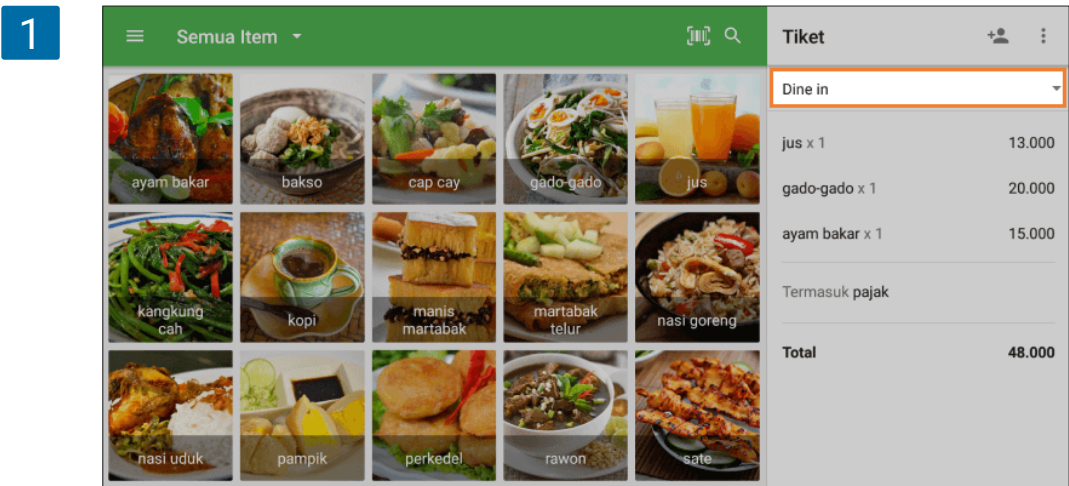 1
Semua Item
Tiket
Dine in
jus x 1 13.000
gado-gado x 1 20.000
ayam bakar x 1 15.000
Termasuk pajak
Total 48.000
ayam bakar
bakso
cap cay
gado-gado
jus
kangkung
cah
kopi
manis
martabak
martabak
telur
nasi goreng
nasi uduk
pampik
perkedel
rawon
sate